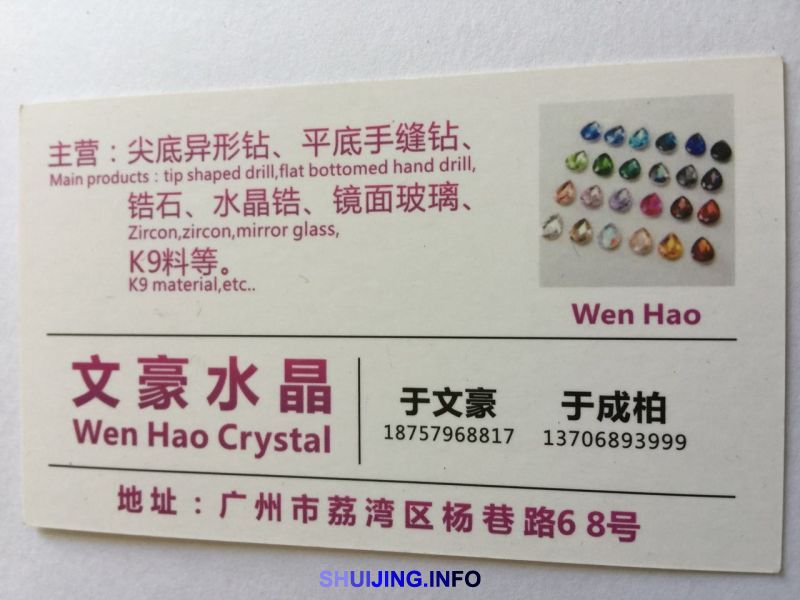 主营：尖底异形钻、平底手缝钻、
Main products : tip shaped drill,flat bottomed hand drill,
锆石、水晶锆、镜面玻璃、
Zircon,zircon,mirror glass,
K9料等。
K9 material,etc..
Wen Hao
文豪水晶
Wen Hao Crystal
于文豪
18757968817
于成柏
13706893999
地址：广州市荔湾区杨巷路68号
SHUIJING.INFO